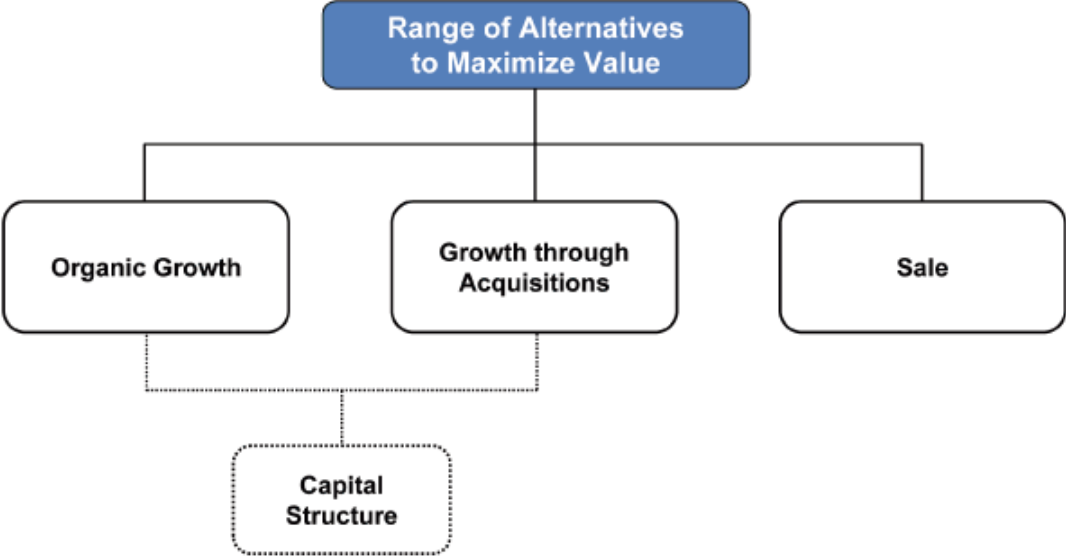 Range of Alternatives
to Maximize Value
Organic Growth
Growth through
Acquisitions
Sale
Capital
Structure